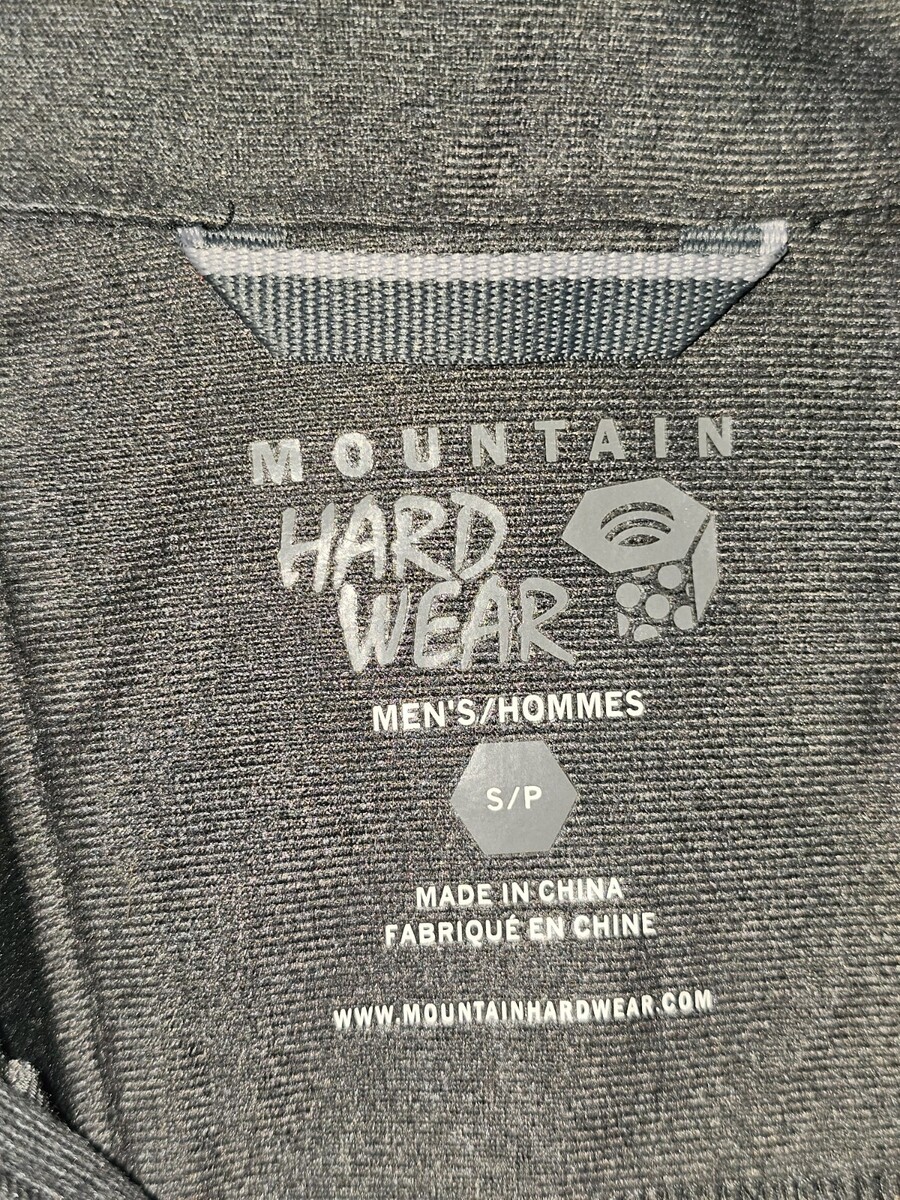 MOUNTAIN
HARD
WEAR
MEN'S/HOMMES
S/P
MADE IN CHINA
FABRIQUÉ EN CHINE
WWW.MOUNTAINHARDWEAR.COM